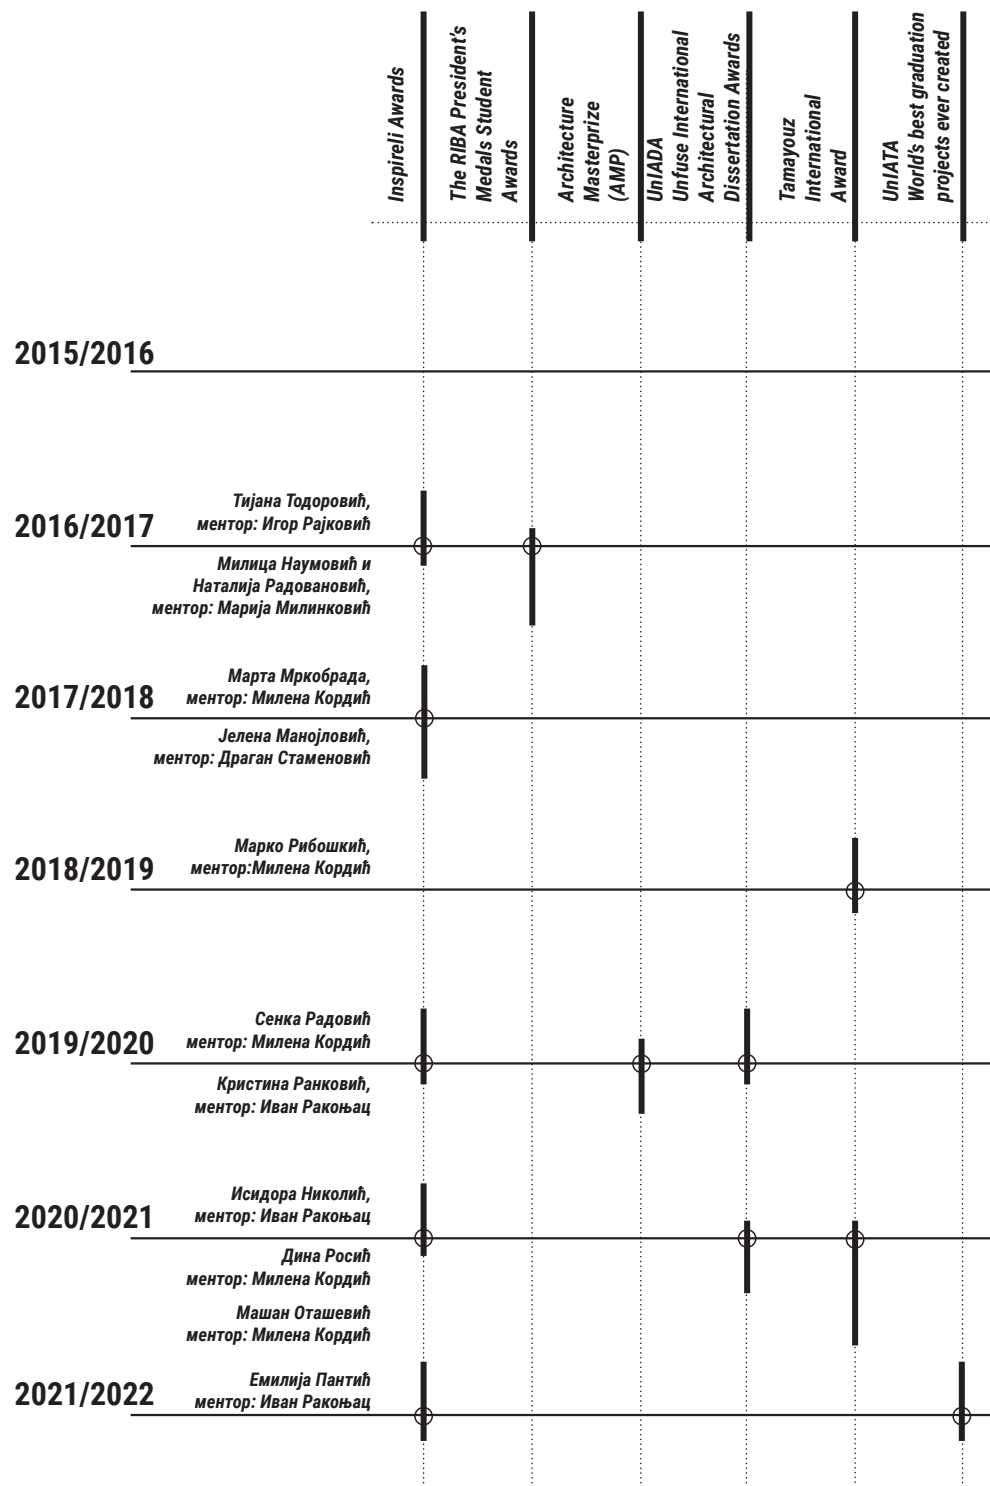 Inspireli Awards
The RIBA President's
Medals Student
Awards
Architecture
Masterprize
(AMP)
UnIADA
Unfuse International
Architectural
Dissertation Awards
Tamayouz
International
Award
UnIATA
World's best graduation
projects ever created
2015/2016
2016/2017
Тијана Тодоровић,
ментор: Игор Рајковић
Милица Наумовић и
Наталија Радовановић,
ментор: Марија Милинковић
2017/2018
Марта Мркобрада,
ментор: Милена Кордић
Јелена Манојловић,
ментор: Драган Стаменовић
2018/2019
Марко Рибошкић,
ментор:Милена Кордић
2019/2020
Сенка Радовић
ментор: Милена Кордић
Кристина Ранковић,
ментор: Иван Ракоњац
2020/2021
Исидора Николић,
ментор: Иван Ракоњац
Дина Росић
ментор: Милена Кордић
Машан Оташевић
ментор: Милена Кордић
2021/2022
Емилија Пантић
ментор: Иван Ракоњац